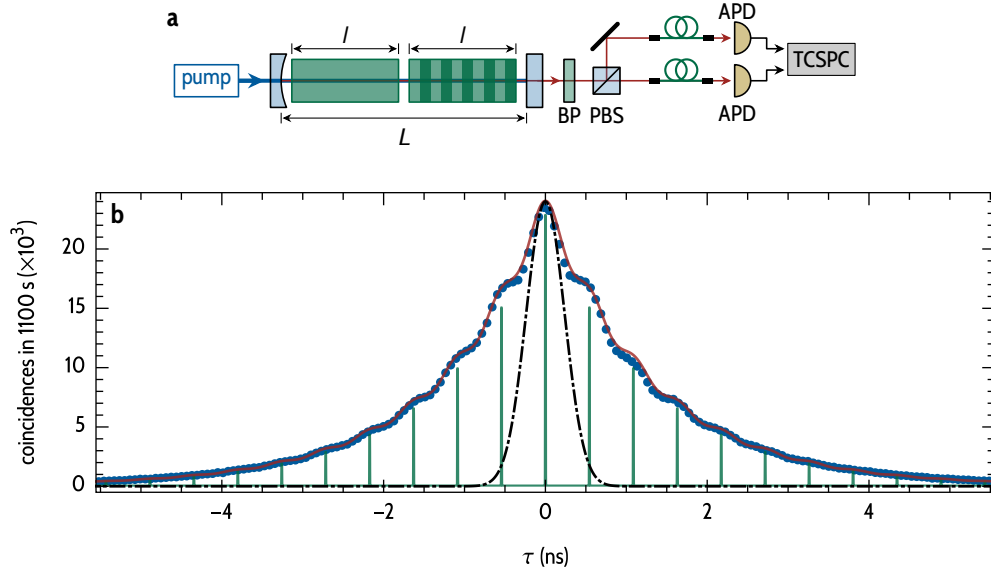 a
l
l
APD
pump
TCSPC
BP
PBS
APD
L
b
coincidences in 1100 s (×10³)
20
15
10
5
0
−4
−2
0
2
4
τ (ns)